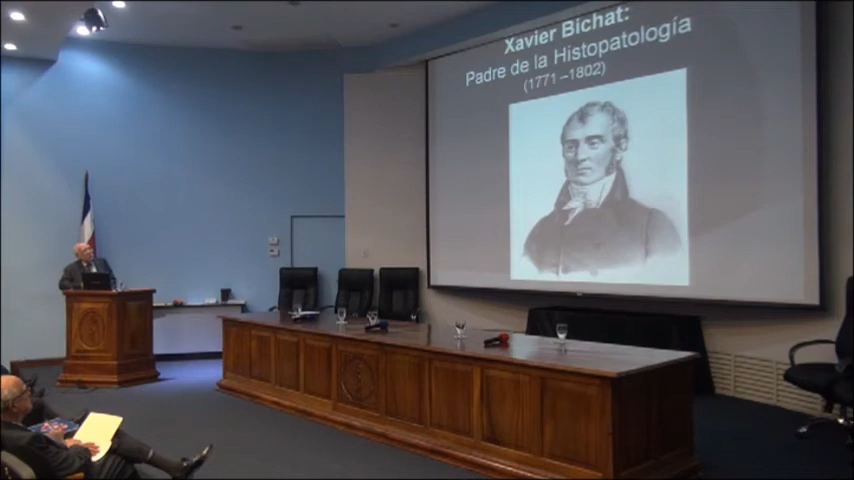 Xavier Bichat:
Padre de la Histopatología
(1771 –1802)